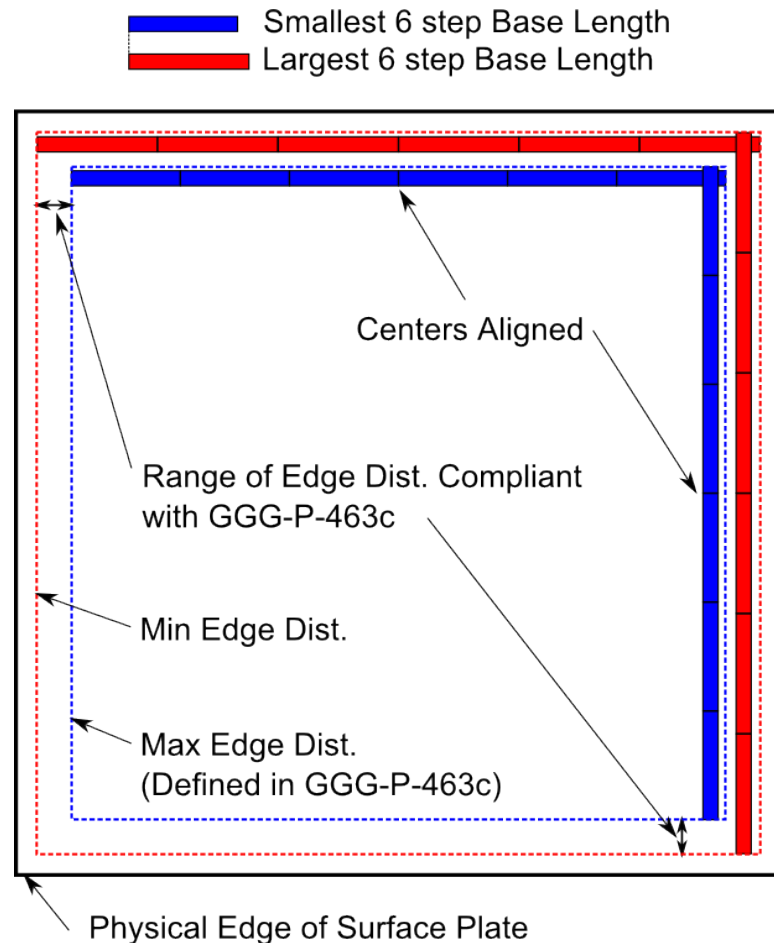 Smallest 6 step Base Length
Largest 6 step Base Length
Centers Aligned
Range of Edge Dist. Compliant
with GGG-P-463c
Min Edge Dist.
Max Edge Dist.
(Defined in GGG-P-463c)
Physical Edge of Surface Plate